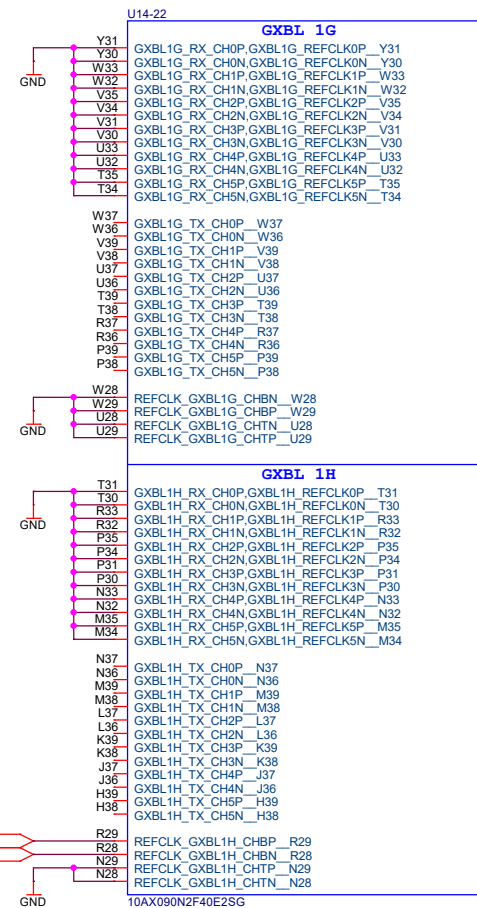 U14-22
GXBL 1G
Y31 GXBL1G_RX_CH0P,GXBL1G_REFCLK0P__Y31
Y30 GXBL1G_RX_CH0N,GXBL1G_REFCLK0N__Y30
W33 GXBL1G_RX_CH1P,GXBL1G_REFCLK1P__W33
W32 GXBL1G_RX_CH1N,GXBL1G_REFCLK1N__W32
GND
V35 GXBL1G_RX_CH2P,GXBL1G_REFCLK2P__V35
V34 GXBL1G_RX_CH2N,GXBL1G_REFCLK2N__V34
V31 GXBL1G_RX_CH3P,GXBL1G_REFCLK3P__V31
V30 GXBL1G_RX_CH3N,GXBL1G_REFCLK3N__V30
U33 GXBL1G_RX_CH4P,GXBL1G_REFCLK4P__U33
U32 GXBL1G_RX_CH4N,GXBL1G_REFCLK4N__U32
T35 GXBL1G_RX_CH5P,GXBL1G_REFCLK5P__T35
T34 GXBL1G_RX_CH5N,GXBL1G_REFCLK5N__T34
W37 GXBL1G_TX_CH0P__W37
W36 GXBL1G_TX_CH0N__W36
V39 GXBL1G_TX_CH1P__V39
V38 GXBL1G_TX_CH1N__V38
U37 GXBL1G_TX_CH2P__U37
U36 GXBL1G_TX_CH2N__U36
T39 GXBL1G_TX_CH3P__T39
T38 GXBL1G_TX_CH3N__T38
R37 GXBL1G_TX_CH4P__R37
R36 GXBL1G_TX_CH4N__R36
P39 GXBL1G_TX_CH5P__P39
P38 GXBL1G_TX_CH5N__P38
W28 REFCLK_GXBL1G_CHBN__W28
W29 REFCLK_GXBL1G_CHBP__W29
U28 REFCLK_GXBL1G_CHTN__U28
GND
U29 REFCLK_GXBL1G_CHTP__U29
GXBL 1H
T31 GXBL1H_RX_CH0P,GXBL1H_REFCLK0P__T31
T30 GXBL1H_RX_CH0N,GXBL1H_REFCLK0N__T30
R33 GXBL1H_RX_CH1P,GXBL1H_REFCLK1P__R33
GND
R32 GXBL1H_RX_CH1N,GXBL1H_REFCLK1N__R32
P35 GXBL1H_RX_CH2P,GXBL1H_REFCLK2P__P35
P34 GXBL1H_RX_CH2N,GXBL1H_REFCLK2N__P34
P31 GXBL1H_RX_CH3P,GXBL1H_REFCLK3P__P31
P30 GXBL1H_RX_CH3N,GXBL1H_REFCLK3N__P30
N33 GXBL1H_RX_CH4P,GXBL1H_REFCLK4P__N33
N32 GXBL1H_RX_CH4N,GXBL1H_REFCLK4N__N32
M35 GXBL1H_RX_CH5P,GXBL1H_REFCLK5P__M35
M34 GXBL1H_RX_CH5N,GXBL1H_REFCLK5N__M34
N37 GXBL1H_TX_CH0P__N37
N36 GXBL1H_TX_CH0N__N36
M39 GXBL1H_TX_CH1P__M39
M38 GXBL1H_TX_CH1N__M38
L37 GXBL1H_TX_CH2P__L37
L36 GXBL1H_TX_CH2N__L36
K39 GXBL1H_TX_CH3P__K39
K38 GXBL1H_TX_CH3N__K38
J37 GXBL1H_TX_CH4P__J37
J36 GXBL1H_TX_CH4N__J36
H39 GXBL1H_TX_CH5P__H39
H38 GXBL1H_TX_CH5N__H38
R29 REFCLK_GXBL1H_CHBP__R29
R28 REFCLK_GXBL1H_CHBN__R28
N29 REFCLK_GXBL1H_CHTP__N29
N28 REFCLK_GXBL1H_CHTN__N28
GND
10AX090N2F40E2SG